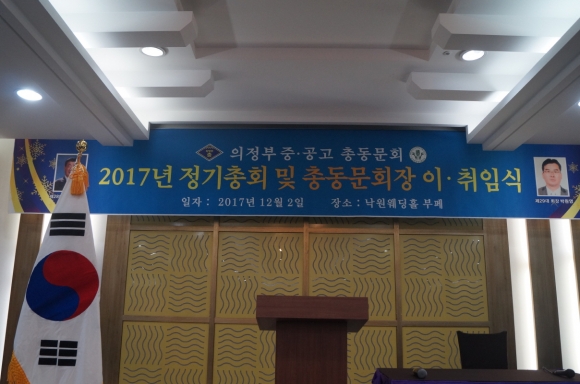 의정부 중·공고 총동문회
2017년 정기총회 및 총동문회장 이·취임식
일자 : 2017년 12월 2일 장소 : 낙원웨딩홀 부페